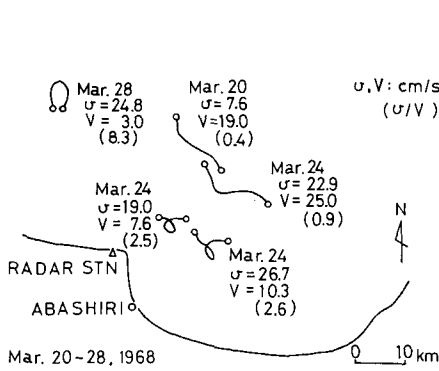 Mar. 28
υ=24.8
V= 3.0
(8.3)
Mar. 20
υ=7.6
V=19.0
(0.4)
υ,V: cm/s
(υ/V)
Mar. 24
υ=22.9
V=25.0
(0.9)
Mar. 24
υ=19.0
V= 7.6
(2.5)
N
Mar. 24
υ=26.7
V=10.3
(2.6)
RADAR STN
ABASHIRI
Mar. 20~28, 1968
0 10 km